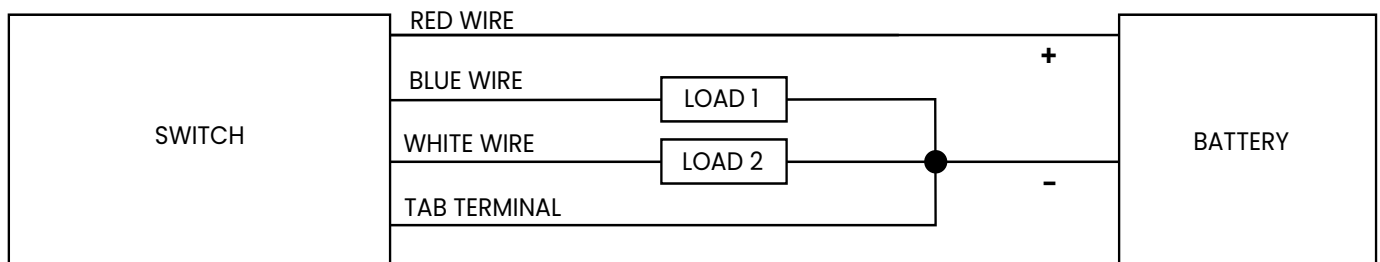 RED WIRE
+
BLUE WIRE
LOAD 1
SWITCH
BATTERY
WHITE WIRE
LOAD 2
-
TAB TERMINAL